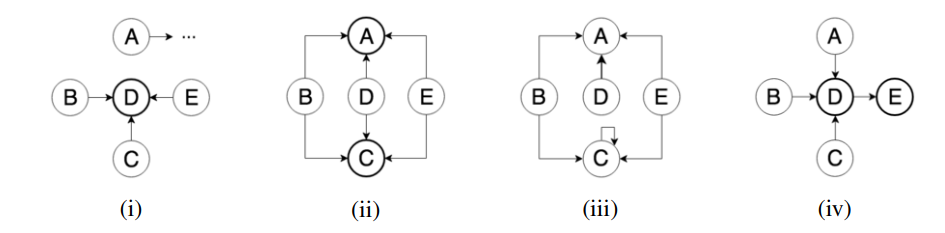 A ...
B D E
C
(i)
A
B D E
C
(ii)
A
B D E
C
(iii)
A
B D E
C
(iv)